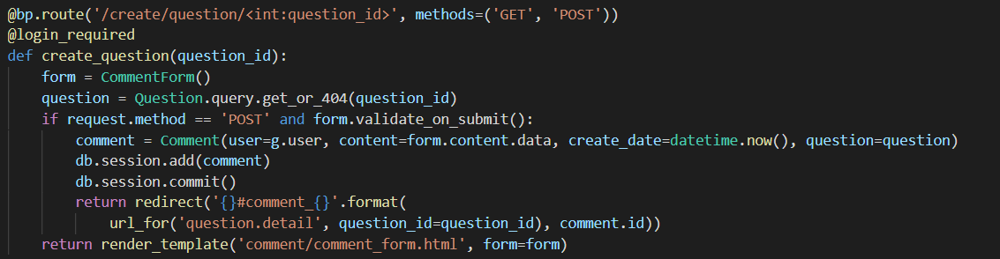 @bp.route('/create/question/<int:question_id>', methods=('GET', 'POST'))
@login_required
def create_question(question_id):
    form = CommentForm()
    question = Question.query.get_or_404(question_id)
    if request.method == 'POST' and form.validate_on_submit():
        comment = Comment(user=g.user, content=form.content.data, create_date=datetime.now(), question=question)
        db.session.add(comment)
        db.session.commit()
        return redirect('{}#comment_{}'.format(
            url_for('question.detail', question_id=question_id), comment.id))
    return render_template('comment/comment_form.html', form=form)